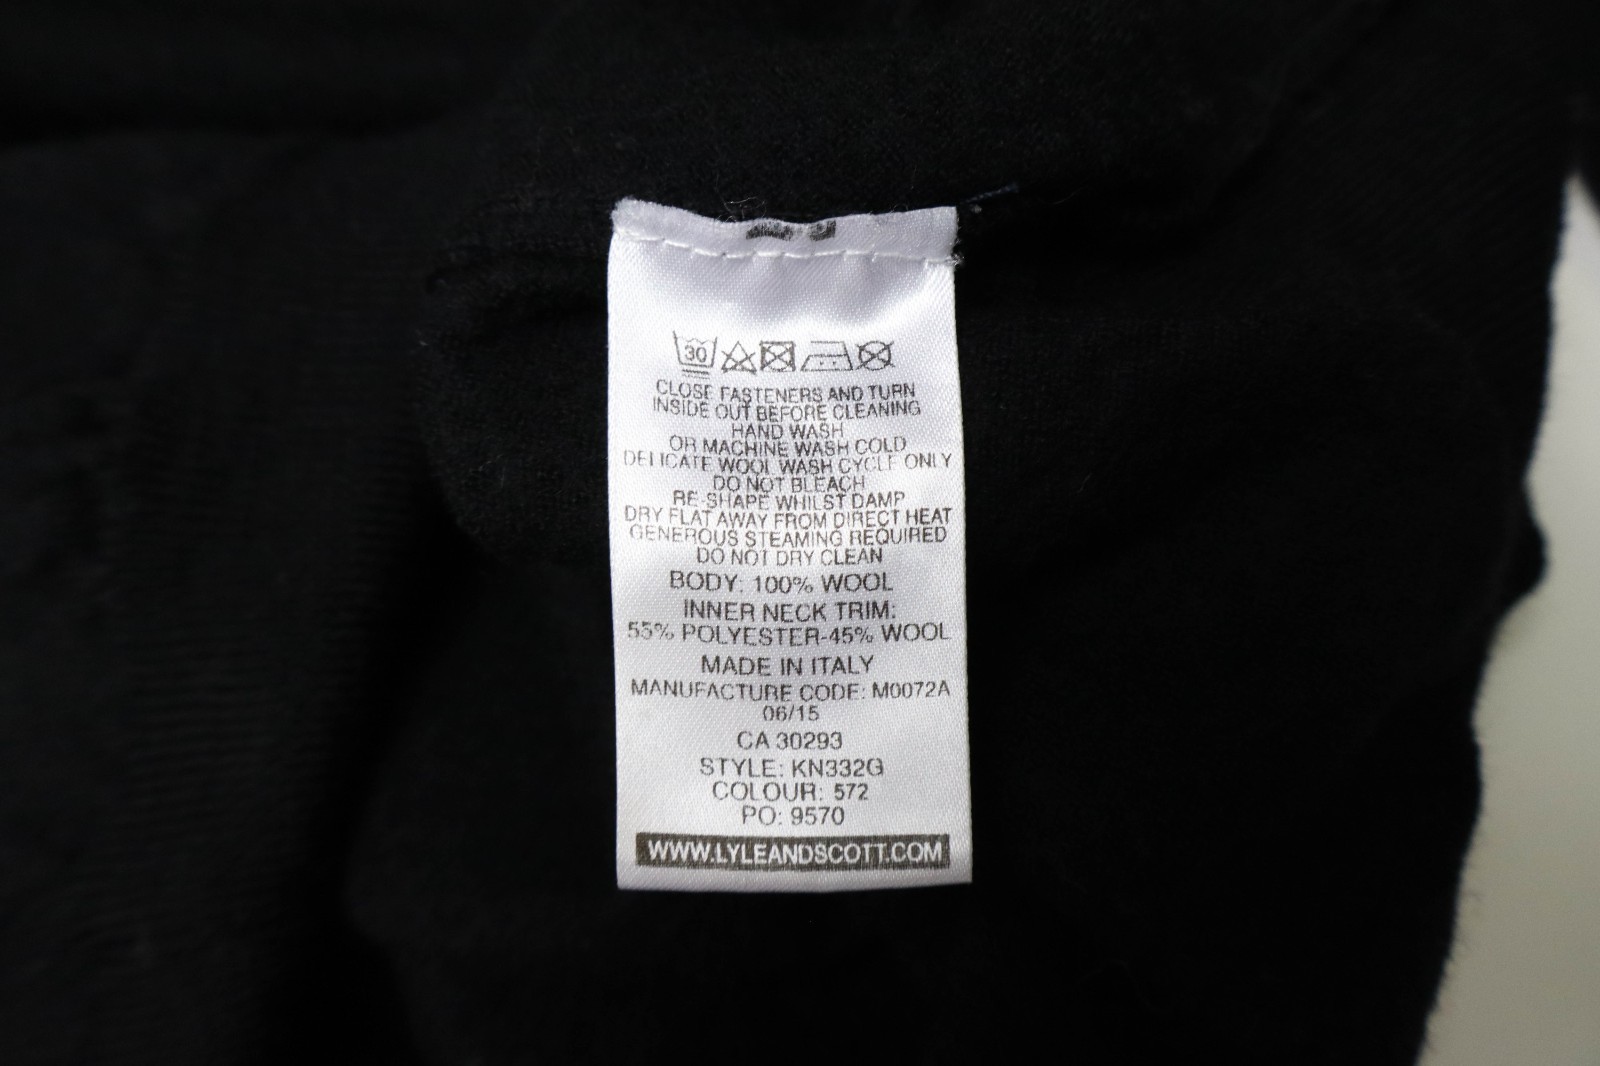 30
CLOSE FASTENERS AND TURN
INSIDE OUT BEFORE CLEANING
HAND WASH
OR MACHINE WASH COLD
DELICATE WOOL WASH CYCLE ONLY
DO NOT BLEACH
RE-SHAPE WHILST DAMP
DRY FLAT AWAY FROM DIRECT HEAT
GENEROUS STEAMING REQUIRED
DO NOT DRY CLEAN
BODY: 100% WOOL
INNER NECK TRIM:
55% POLYESTER-45% WOOL
MADE IN ITALY
MANUFACTURE CODE: M0072A
06/15
CA 30293
STYLE: KN332G
COLOUR: 572
PO: 9570
WWW.LYLEANDSCOTT.COM